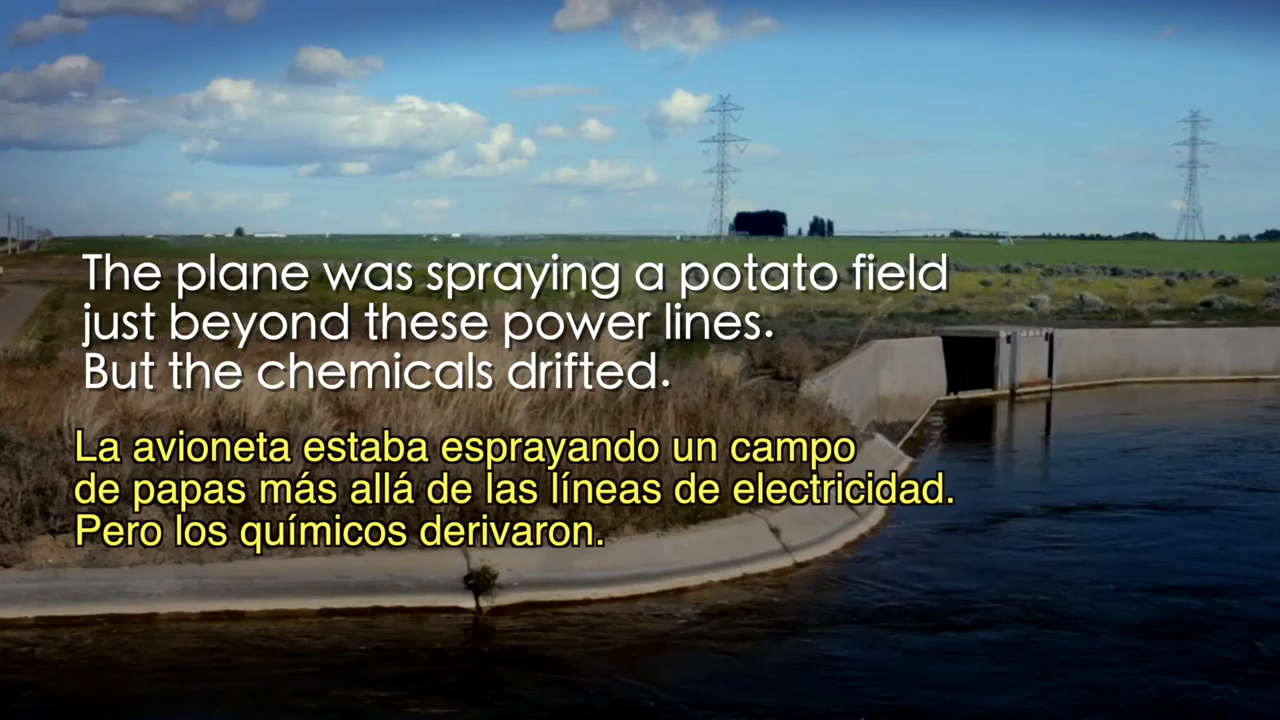 The plane was spraying a potato field
just beyond these power lines.
But the chemicals drifted.
La avioneta estaba esprayando un campo
de papas más allá de las líneas de electricidad.
Pero los químicos derivaron.